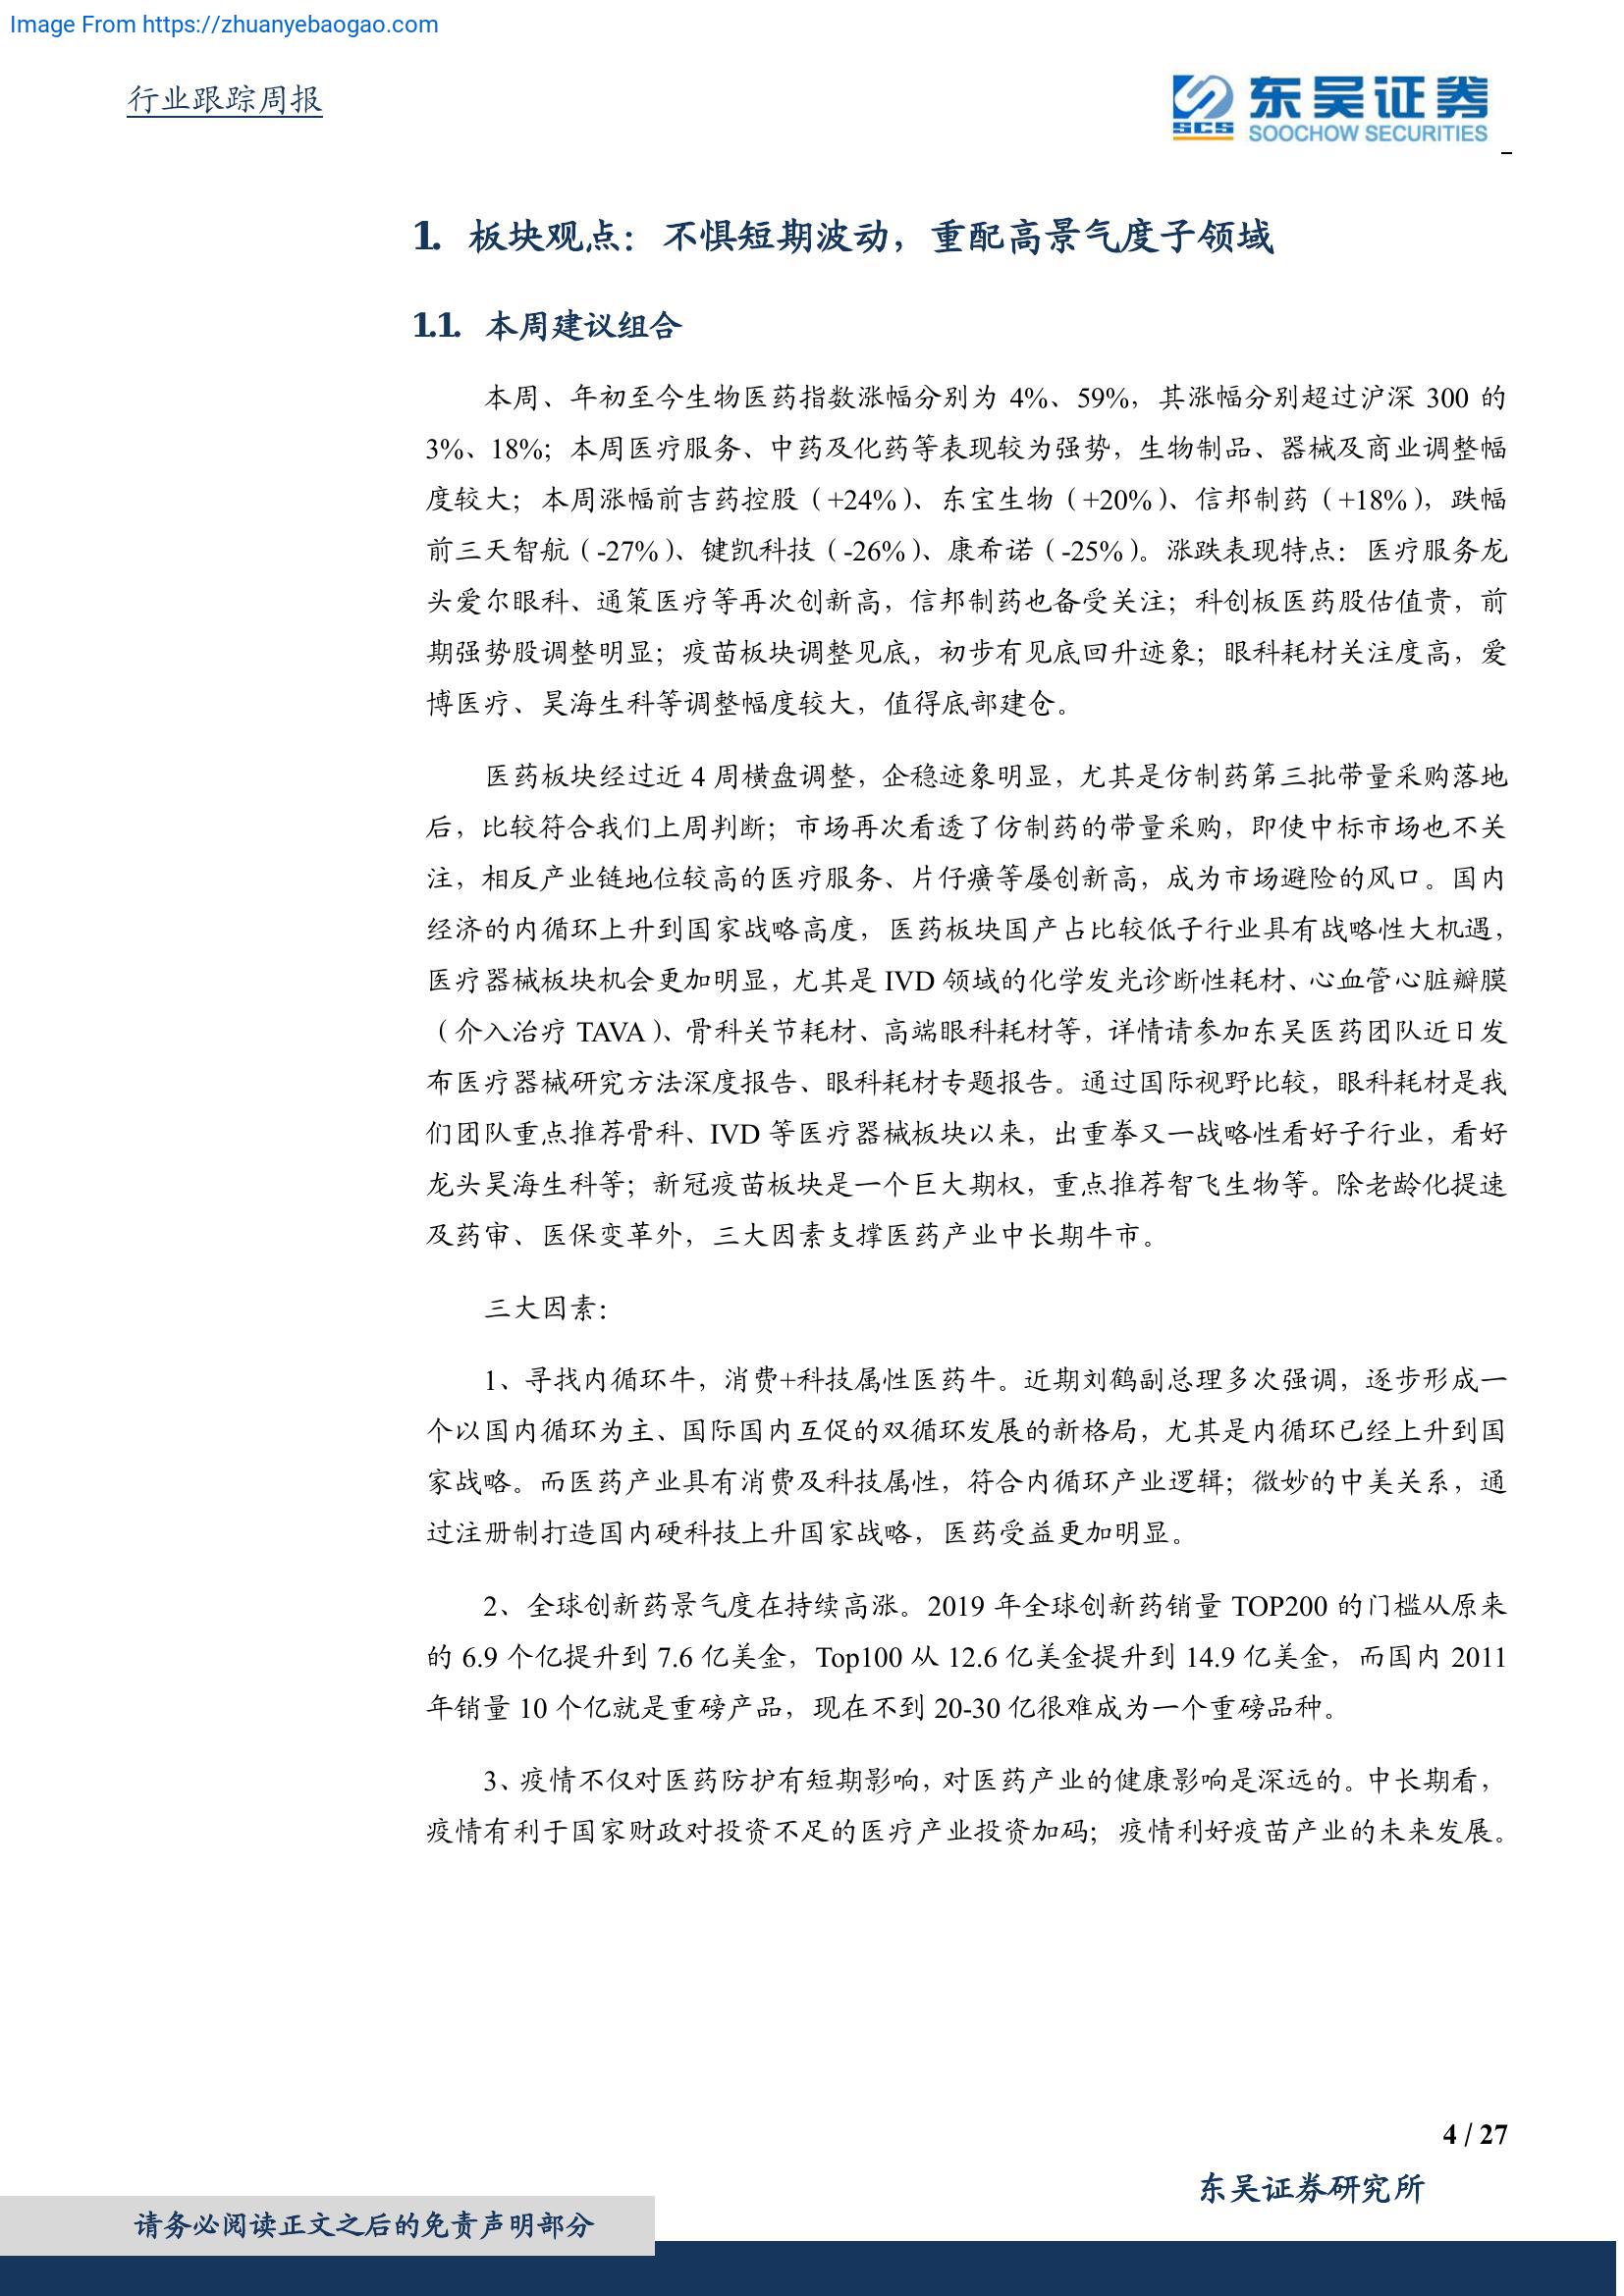 Image From https://zhuanyebaogao.com
行业跟踪周报
SCS 东吴证券
SOOCHOW SECURITIES
1. 板块观点：不惧短期波动，重配高景气度子领域
1.1. 本周建议组合
本周、年初至今生物医药指数涨幅分别为 4%、59%，其涨幅分别超过沪深 300 的
3%、18%；本周医疗服务、中药及化药等表现较为强势，生物制品、器械及商业调整幅
度较大；本周涨幅前吉药控股（+24%）、东宝生物（+20%）、信邦制药（+18%），跌幅
前三天智航（-27%）、键凯科技（-26%）、康希诺（-25%）。涨跌表现特点：医疗服务龙
头爱尔眼科、通策医疗等再次创新高，信邦制药也备受关注；科创板医药股估值贵，前
期强势股调整明显；疫苗板块调整见底，初步有见底回升迹象；眼科耗材关注度高，爱
博医疗、昊海生科等调整幅度较大，值得底部建仓。
医药板块经过近 4 周横盘调整，企稳迹象明显，尤其是仿制药第三批带量采购落地
后，比较符合我们上周判断；市场再次看透了仿制药的带量采购，即使中标市场也不关
注，相反产业链地位较高的医疗服务、片仔癀等屡创新高，成为市场避险的风口。国内
经济的内循环上升到国家战略高度，医药板块国产占比较低子行业具有战略性大机遇，
医疗器械板块机会更加明显，尤其是 IVD 领域的化学发光诊断性耗材、心血管心脏瓣膜
（介入治疗 TAVA）、骨科关节耗材、高端眼科耗材等，详情请参加东吴医药团队近日发
布医疗器械研究方法深度报告、眼科耗材专题报告。通过国际视野比较，眼科耗材是我
们团队重点推荐骨科、IVD 等医疗器械板块以来，出重拳又一战略性看好子行业，看好
龙头昊海生科等；新冠疫苗板块是一个巨大期权，重点推荐智飞生物等。除老龄化提速
及药审、医保变革外，三大因素支撑医药产业中长期牛市。
三大因素：
1、寻找内循环牛，消费+科技属性医药牛。近期刘鹤副总理多次强调，逐步形成一
个以国内循环为主、国际国内互促的双循环发展的新格局，尤其是内循环已经上升到国
家战略。而医药产业具有消费及科技属性，符合内循环产业逻辑；微妙的中美关系，通
过注册制打造国内硬科技上升国家战略，医药受益更加明显。
2、全球创新药景气度在持续高涨。2019 年全球创新药销量 TOP200 的门槛从原来
的 6.9 个亿提升到 7.6 亿美金，Top100 从 12.6 亿美金提升到 14.9 亿美金，而国内 2011
年销量 10 个亿就是重磅产品，现在不到 20-30 亿很难成为一个重磅品种。
3、疫情不仅对医药防护有短期影响，对医药产业的健康影响是深远的。中长期看，
疫情有利于国家财政对投资不足的医疗产业投资加码；疫情利好疫苗产业的未来发展。
4 / 27
东吴证券研究所
请务必阅读正文之后的免责声明部分